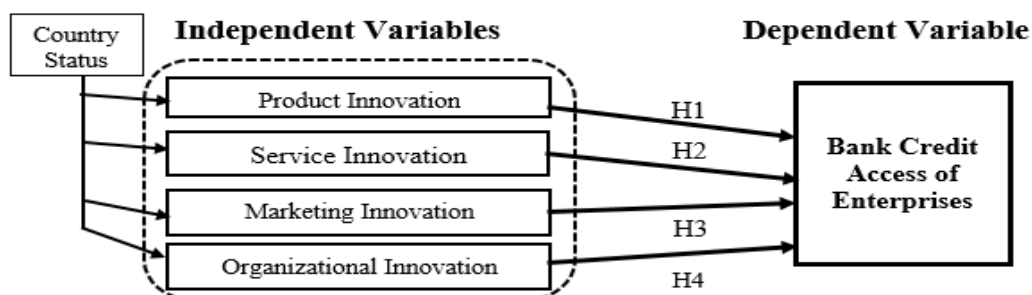 Country
Status
Independent Variables
Dependent Variable
Product Innovation
Service Innovation
Marketing Innovation
Organizational Innovation
H1
H2
H3
H4
Bank Credit
Access of
Enterprises